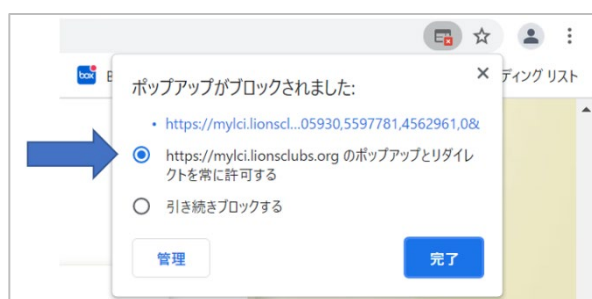 box
ディング リスト
ポップアップがブロックされました:
• https://mylci.lionscl...05930,5597781,4562961,0&
https://mylci.lionsclubs.org のポップアップとリダイレ
クトを常に許可する
引き続きブロックする
管理
完了